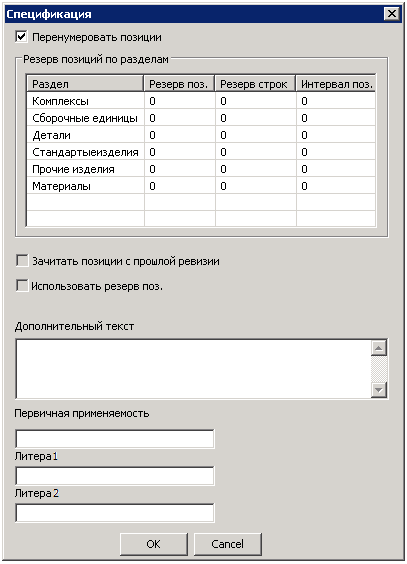 Спецификация
Перенумеровать позиции
Резерв позиций по разделам
Раздел Резерв поз. Резерв строк Интервал поз.
Комплексы 0 0 0
Сборочные единицы 0 0 0
Детали 0 0 0
Стандартыеизделия 0 0 0
Прочие изделия 0 0 0
Материалы 0 0 0
Зачитать позиции с прошлой ревизии
Использовать резерв поз.
Дополнительный текст
Первичная применяемость
Литера1
Литера2
OK Cancel